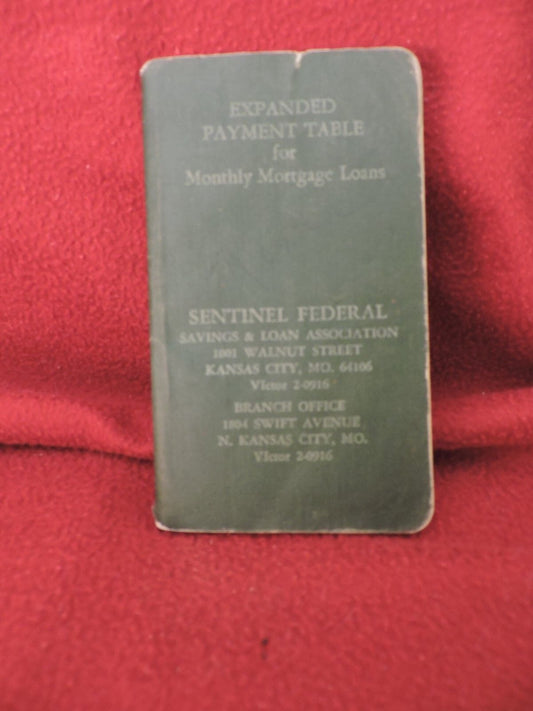 EXPANDED
PAYMENT TABLE
for
Monthly Mortgage Loans
SENTINEL FEDERAL
SAVINGS & LOAN ASSOCIATION
1001 WALNUT STREET
KANSAS CITY, MO. 64106
VIctor 2-0916
BRANCH OFFICE
1804 SWIFT AVENUE
N. KANSAS CITY, MO.
VIctor 2-0916